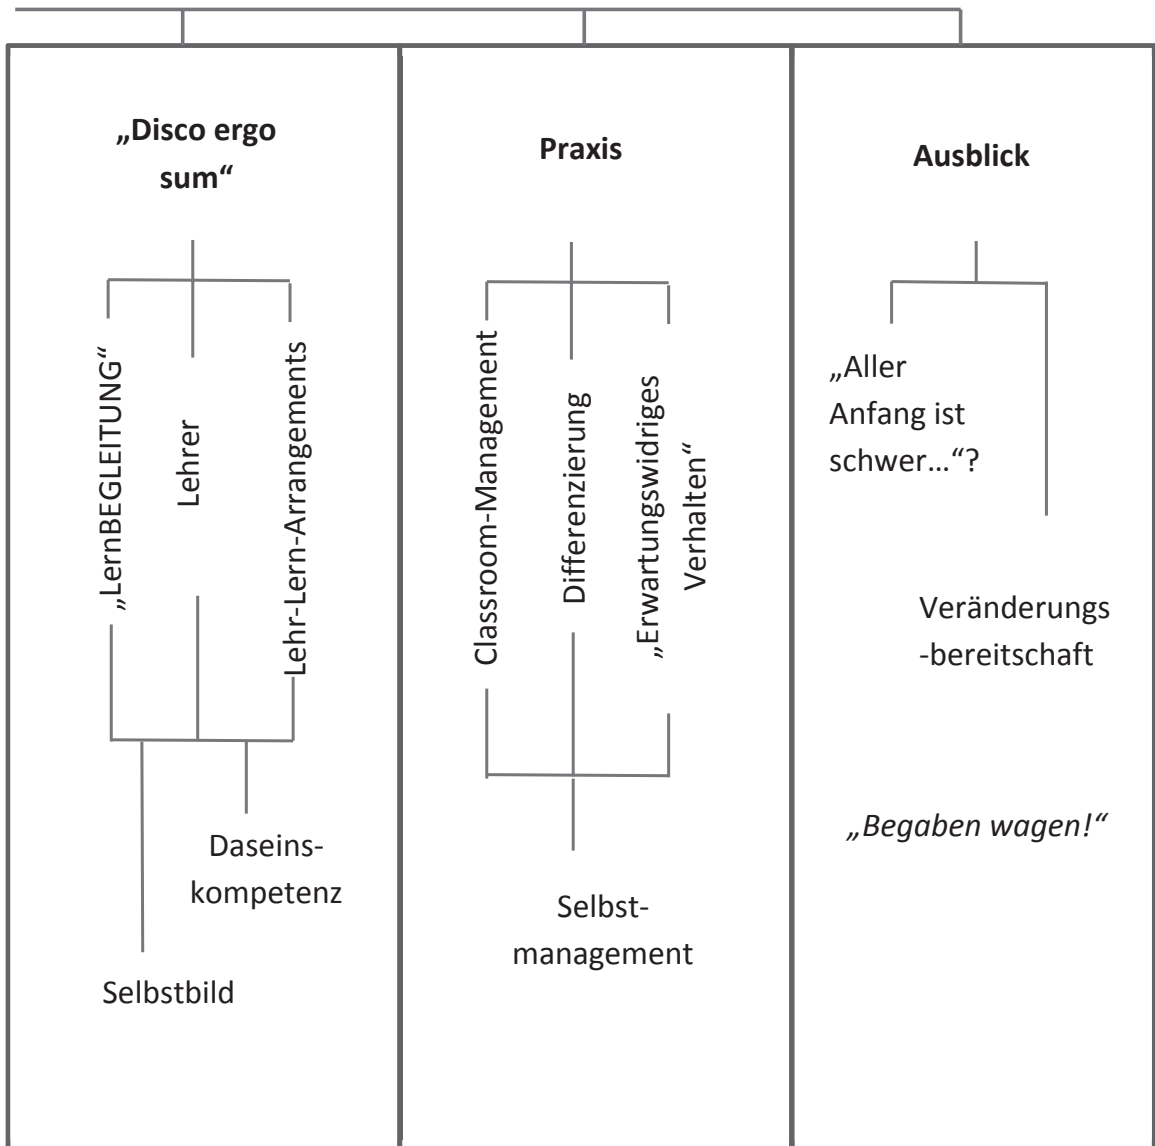 „Disco ergo
sum“
„LernBEGLEITUNG“
Lehrer
Lehr-Lern-Arrangements
Daseins-
kompetenz
Selbstbild
Praxis
Classroom-Management
Differenzierung
„Erwartungswidriges
Verhalten“
Selbst-
management
Ausblick
„Aller
Anfang ist
schwer…“?
Veränderungs
-bereitschaft
„Begaben wagen!“